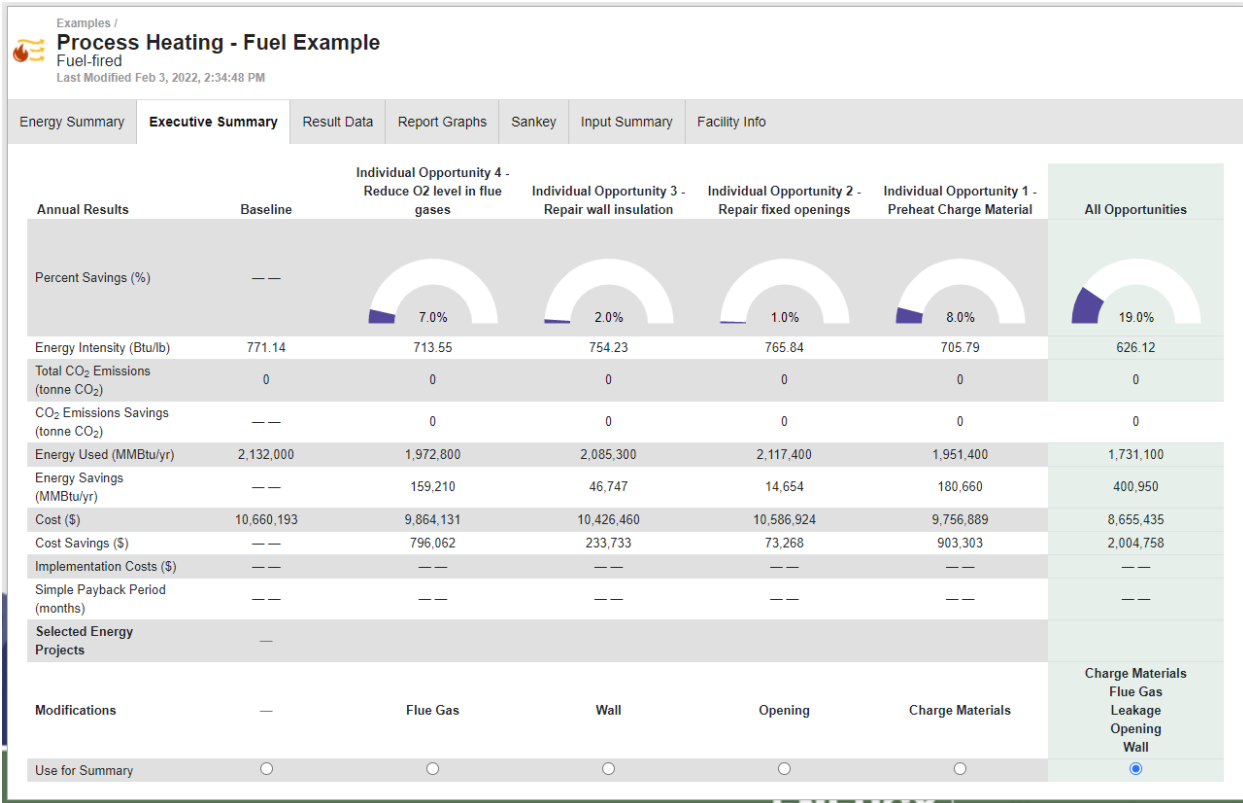 Examples /
Process Heating - Fuel Example
Fuel-fired
Last Modified Feb 3, 2022, 2:34:48 PM
Energy Summary Executive Summary Result Data Report Graphs Sankey Input Summary Facility Info
Individual Opportunity 4 -
Reduce O2 level in flue Individual Opportunity 3 - Individual Opportunity 2 - Individual Opportunity 1 -
Annual Results Baseline gases Repair wall insulation Repair fixed openings Preheat Charge Material All Opportunities
Percent Savings (%) — — 7.0% 2.0% 1.0% 8.0% 19.0%
Energy Intensity (Btu/lb) 771.14 713.55 754.23 765.84 705.79 626.12
Total CO2 Emissions
(tonne CO2) 0 0 0 0 0 0
CO2 Emissions Savings
(tonne CO2) — — 0 0 0 0 0
Energy Used (MMBtu/yr) 2,132,000 1,972,800 2,085,300 2,117,400 1,951,400 1,731,100
Energy Savings
(MMBtu/yr) — — 159,210 46,747 14,654 180,660 400,950
Cost ($) 10,660,193 9,864,131 10,426,460 10,586,924 9,756,889 8,655,435
Cost Savings ($) — — 796,062 233,733 73,268 903,303 2,004,758
Implementation Costs ($) — — — — — — — — — — — —
Simple Payback Period
(months) — — — — — — — — — — — —
Selected Energy
Projects —
Modifications — Flue Gas Wall Opening Charge Materials Charge Materials
Flue Gas
Leakage
Opening
Wall
Use for Summary